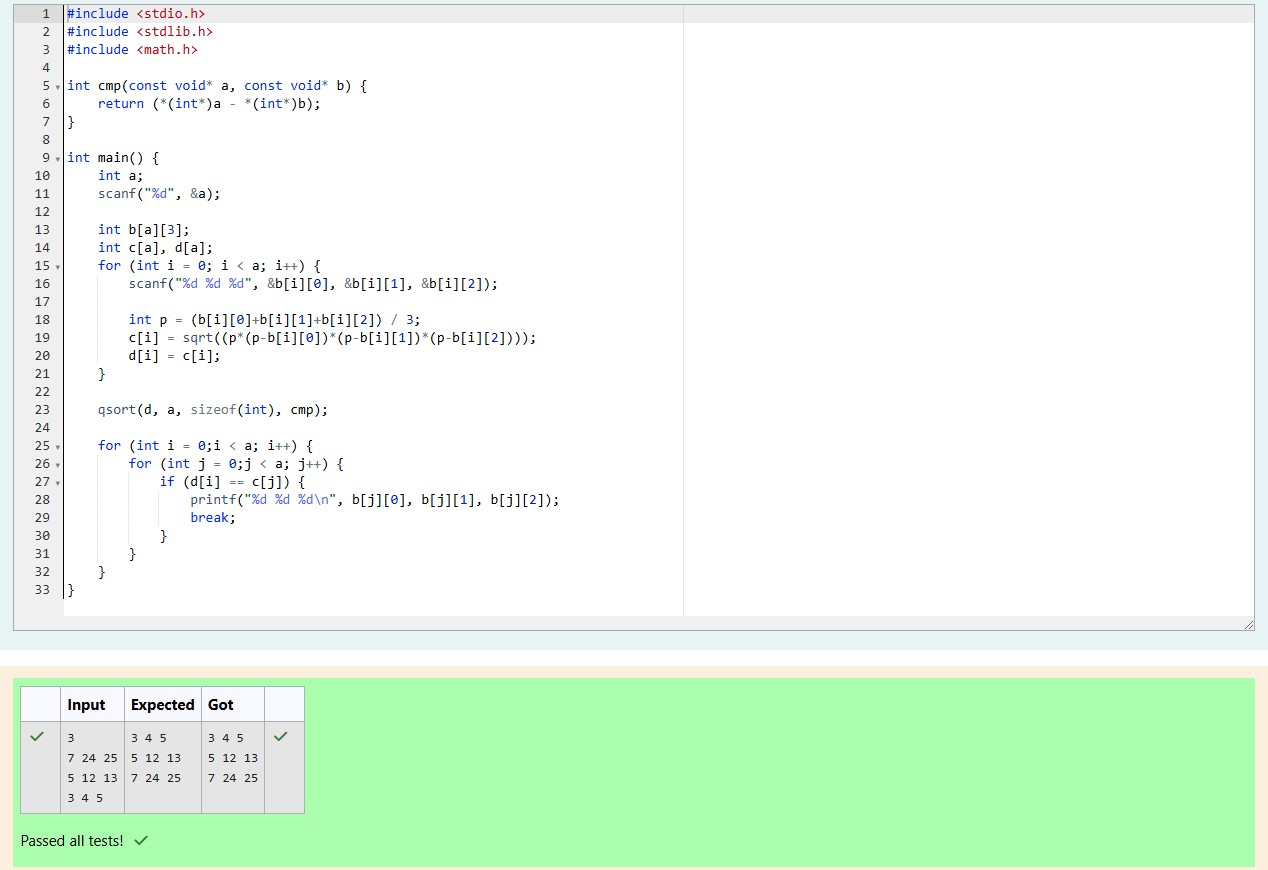 1 #include <stdio.h>
2 #include <stdlib.h>
3 #include <math.h>
4
5 int cmp(const void* a, const void* b) {
6     return (*(int*)a - *(int*)b);
7 }
8
9 int main() {
10     int a;
11     scanf("%d", &a);
12
13     int b[a][3];
14     int c[a], d[a];
15     for (int i = 0; i < a; i++) {
16         scanf("%d %d %d", &b[i][0], &b[i][1], &b[i][2]);
17
18         int p = (b[i][0]+b[i][1]+b[i][2]) / 3;
19         c[i] = sqrt((p*(p-b[i][0])*(p-b[i][1])*(p-b[i][2])));
20         d[i] = c[i];
21     }
22
23     qsort(d, a, sizeof(int), cmp);
24
25     for (int i = 0;i < a; i++) {
26         for (int j = 0;j < a; j++) {
27             if (d[i] == c[j]) {
28                 printf("%d %d %d\n", b[j][0], b[j][1], b[j][2]);
29                 break;
30             }
31         }
32     }
33 }
Input Expected Got
3 3 4 5 3 4 5
7 24 25 5 12 13 5 12 13
5 12 13 7 24 25 7 24 25
3 4 5
Passed all tests!